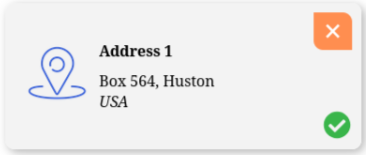 Address 1
Box 564, Huston
USA